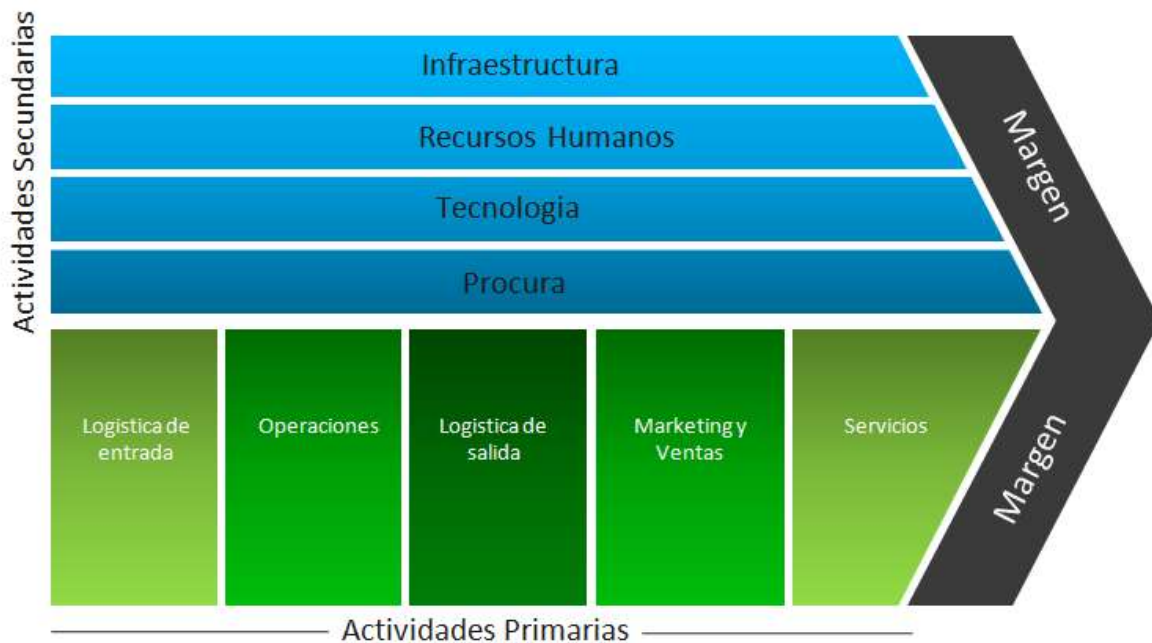 Actividades Secundarias
Infraestructura
Recursos Humanos
Tecnologia
Procura
Margen
Logistica de
entrada
Operaciones
Logistica de
salida
Marketing y
Ventas
Servicios
Margen
Actividades Primarias